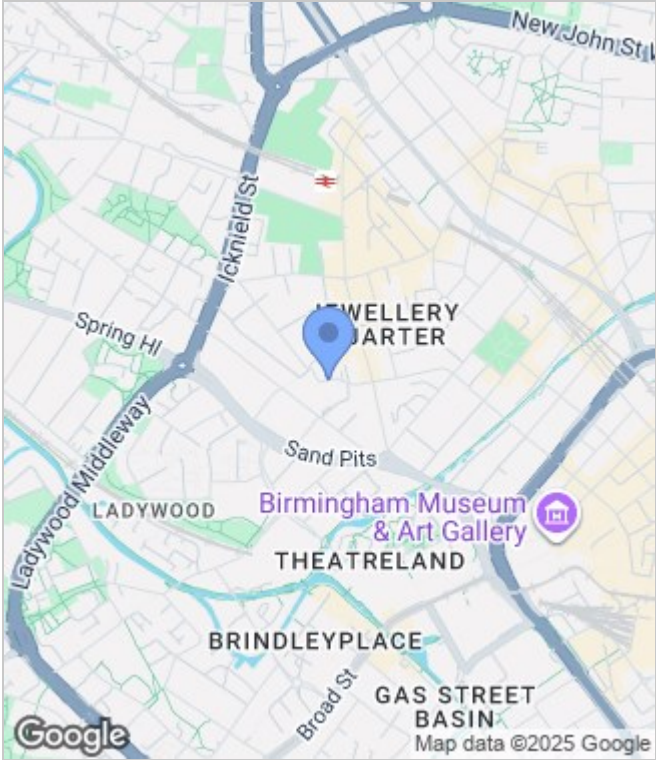 New John St W
Icknield St
JEWELLERY
QUARTER
Spring Hl
Sand Pits
Ladywood Middleway
LADYWOOD
Birmingham Museum
& Art Gallery
THEATRELAND
BRINDLEYPLACE
Broad St
GAS STREET
BASIN
Google
Map data ©2025 Google